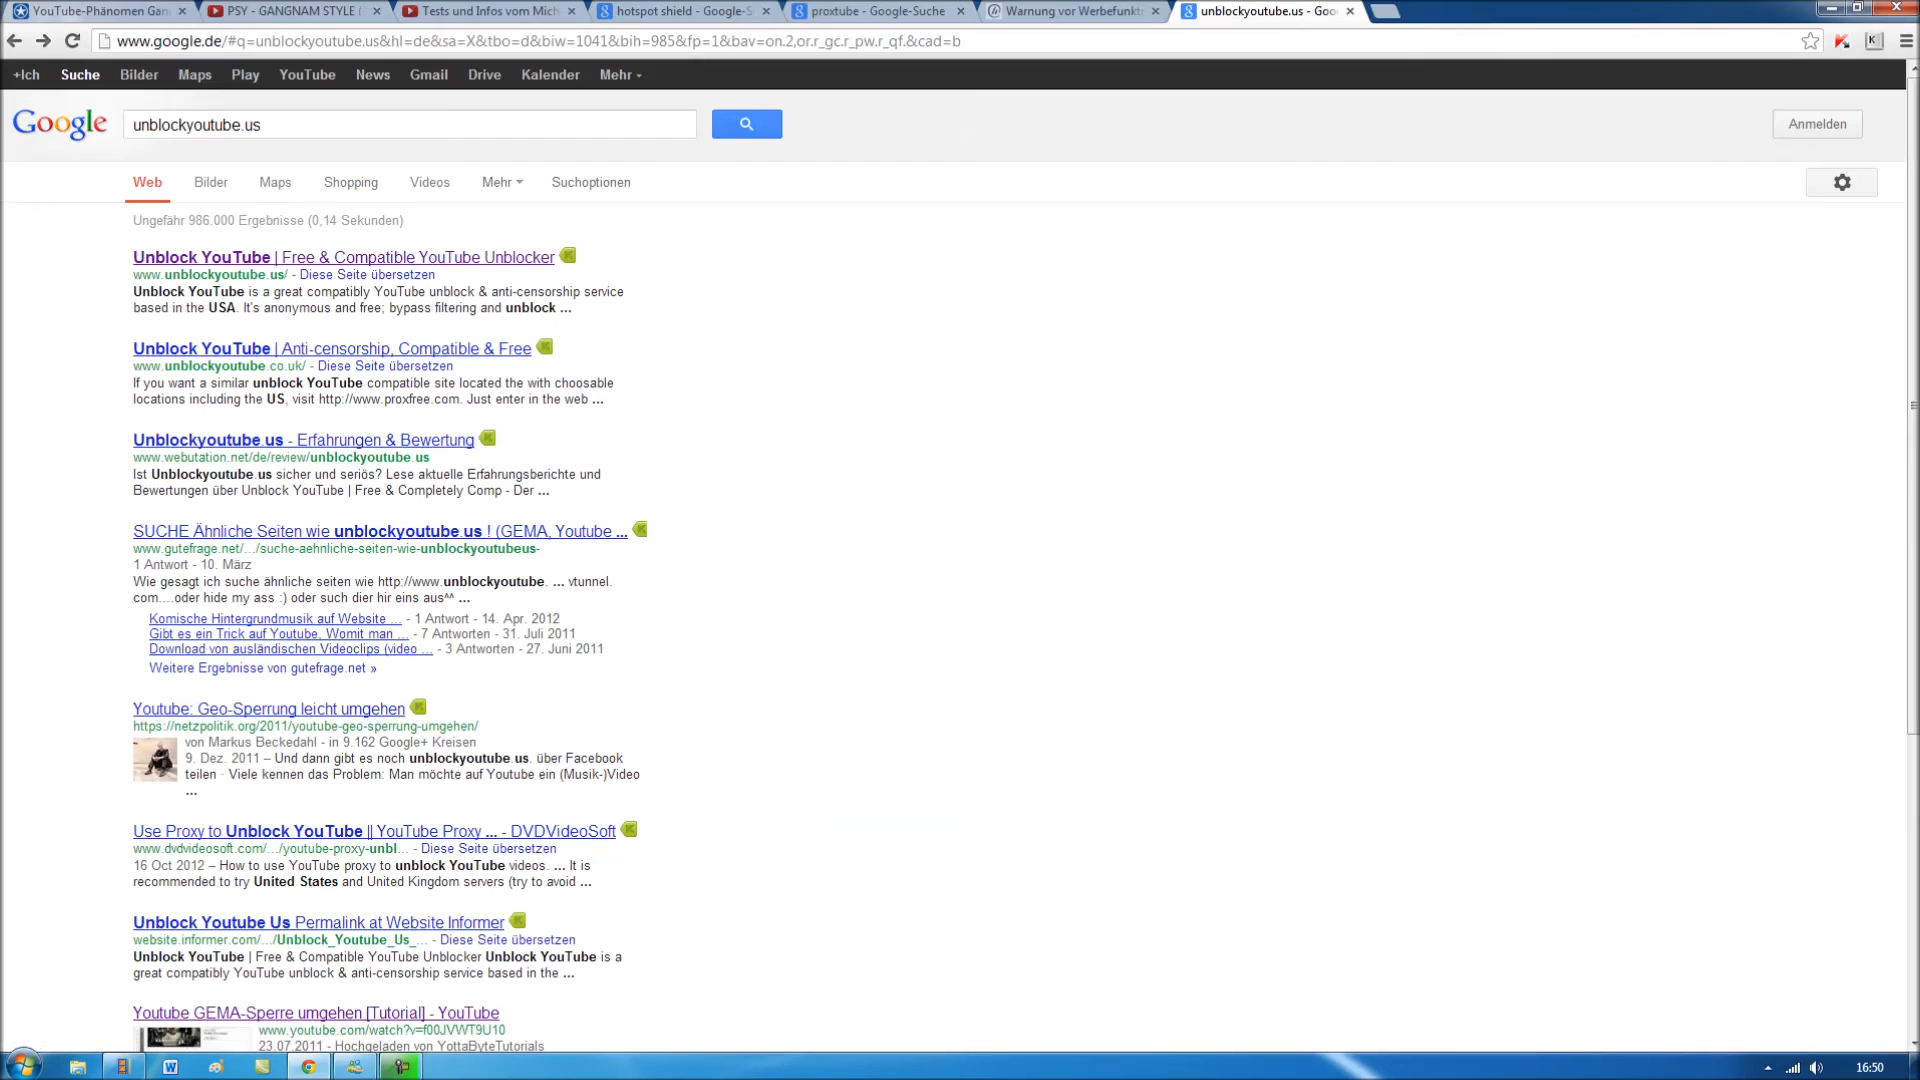 YouTube-Phänomen Gan
PSY - GANGNAM STYLE (
Tests und Infos vom Mich
hotspot shield - Google-S
proxtube - Google-Suche
Warnung vor Werbefunkt
unblockyoutube.us - Goo
www.google.de/#q=unblockyoutube.us&hl=de&sa=X&tbo=d&biw=1041&bih=985&fp=1&bav=on.2,or.r_gc.r_pw.r_qf.&cad=b
+Ich Suche Bilder Maps Play YouTube News Gmail Drive Kalender Mehr
Google
unblockyoutube.us
Anmelden
Web Bilder Maps Shopping Videos Mehr Suchoptionen
Ungefähr 986.000 Ergebnisse (0,14 Sekunden)
Unblock YouTube | Free & Compatible YouTube Unblocker
www.unblockyoutube.us/ - Diese Seite übersetzen
Unblock YouTube is a great compatibly YouTube unblock & anti-censorship service
based in the USA. It's anonymous and free; bypass filtering and unblock ...
Unblock YouTube | Anti-censorship, Compatible & Free
www.unblockyoutube.co.uk/ - Diese Seite übersetzen
If you want a similar unblock YouTube compatible site located the with choosable
locations including the US, visit http://www.proxfree.com. Just enter in the web ...
Unblockyoutube.us - Erfahrungen & Bewertung
www.webutation.net/de/review/unblockyoutube.us
Ist Unblockyoutube.us sicher und seriös? Lese aktuelle Erfahrungsberichte und
Bewertungen über Unblock YouTube | Free & Completely Comp - Der ...
SUCHE Ähnliche Seiten wie unblockyoutube.us ! (GEMA, Youtube ...
www.gutefrage.net/.../suche-aehnliche-seiten-wie-unblockyoutubeus-
1 Antwort - 10. März
Wie gesagt ich suche ähnliche seiten wie http://www.unblockyoutube. ... vtunnel.
com....oder hide my ass :) oder such dier hir eins aus^^ ...
Komische Hintergrundmusik auf Website ... - 1 Antwort - 14. Apr. 2012
Gibt es ein Trick auf Youtube, Womit man ... - 7 Antworten - 31. Juli 2011
Download von ausländischen Videoclips (video ... - 3 Antworten - 27. Juni 2011
Weitere Ergebnisse von gutefrage.net »
Youtube: Geo-Sperrung leicht umgehen
https://netzpolitik.org/2011/youtube-geo-sperrung-umgehen/
von Markus Beckedahl - in 9.162 Google+ Kreisen
9. Dez. 2011 – Und dann gibt es noch unblockyoutube.us. über Facebook
teilen · Viele kennen das Problem: Man möchte auf Youtube ein (Musik-)Video
...
Use Proxy to Unblock YouTube || YouTube Proxy ... - DVDVideoSoft
www.dvdvideosoft.com/.../youtube-proxy-unbl... - Diese Seite übersetzen
16 Oct 2012 – How to use YouTube proxy to unblock YouTube videos. ... It is
recommended to try United States and United Kingdom servers (try to avoid ...
Unblock Youtube Us Permalink at Website Informer
website.informer.com/.../Unblock_Youtube_Us_... - Diese Seite übersetzen
Unblock YouTube | Free & Compatible YouTube Unblocker Unblock YouTube is a
great compatibly YouTube unblock & anti-censorship service based in the ...
Youtube GEMA-Sperre umgehen [Tutorial] - YouTube
www.youtube.com/watch?v=f00JVWT9U10
23.07.2011 - Hochgeladen von YottaByteTutorials
16:50